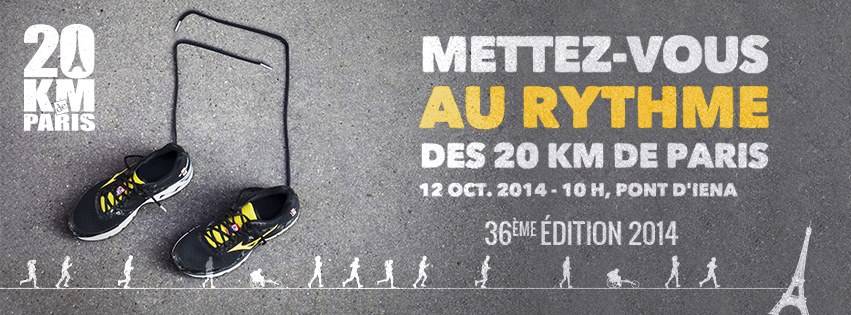 20
KM
DE
PARIS
METTEZ-VOUS
AU RYTHME
DES 20 KM DE PARIS
12 OCT. 2014 - 10 H, PONT D'IENA
36ÈME ÉDITION 2014